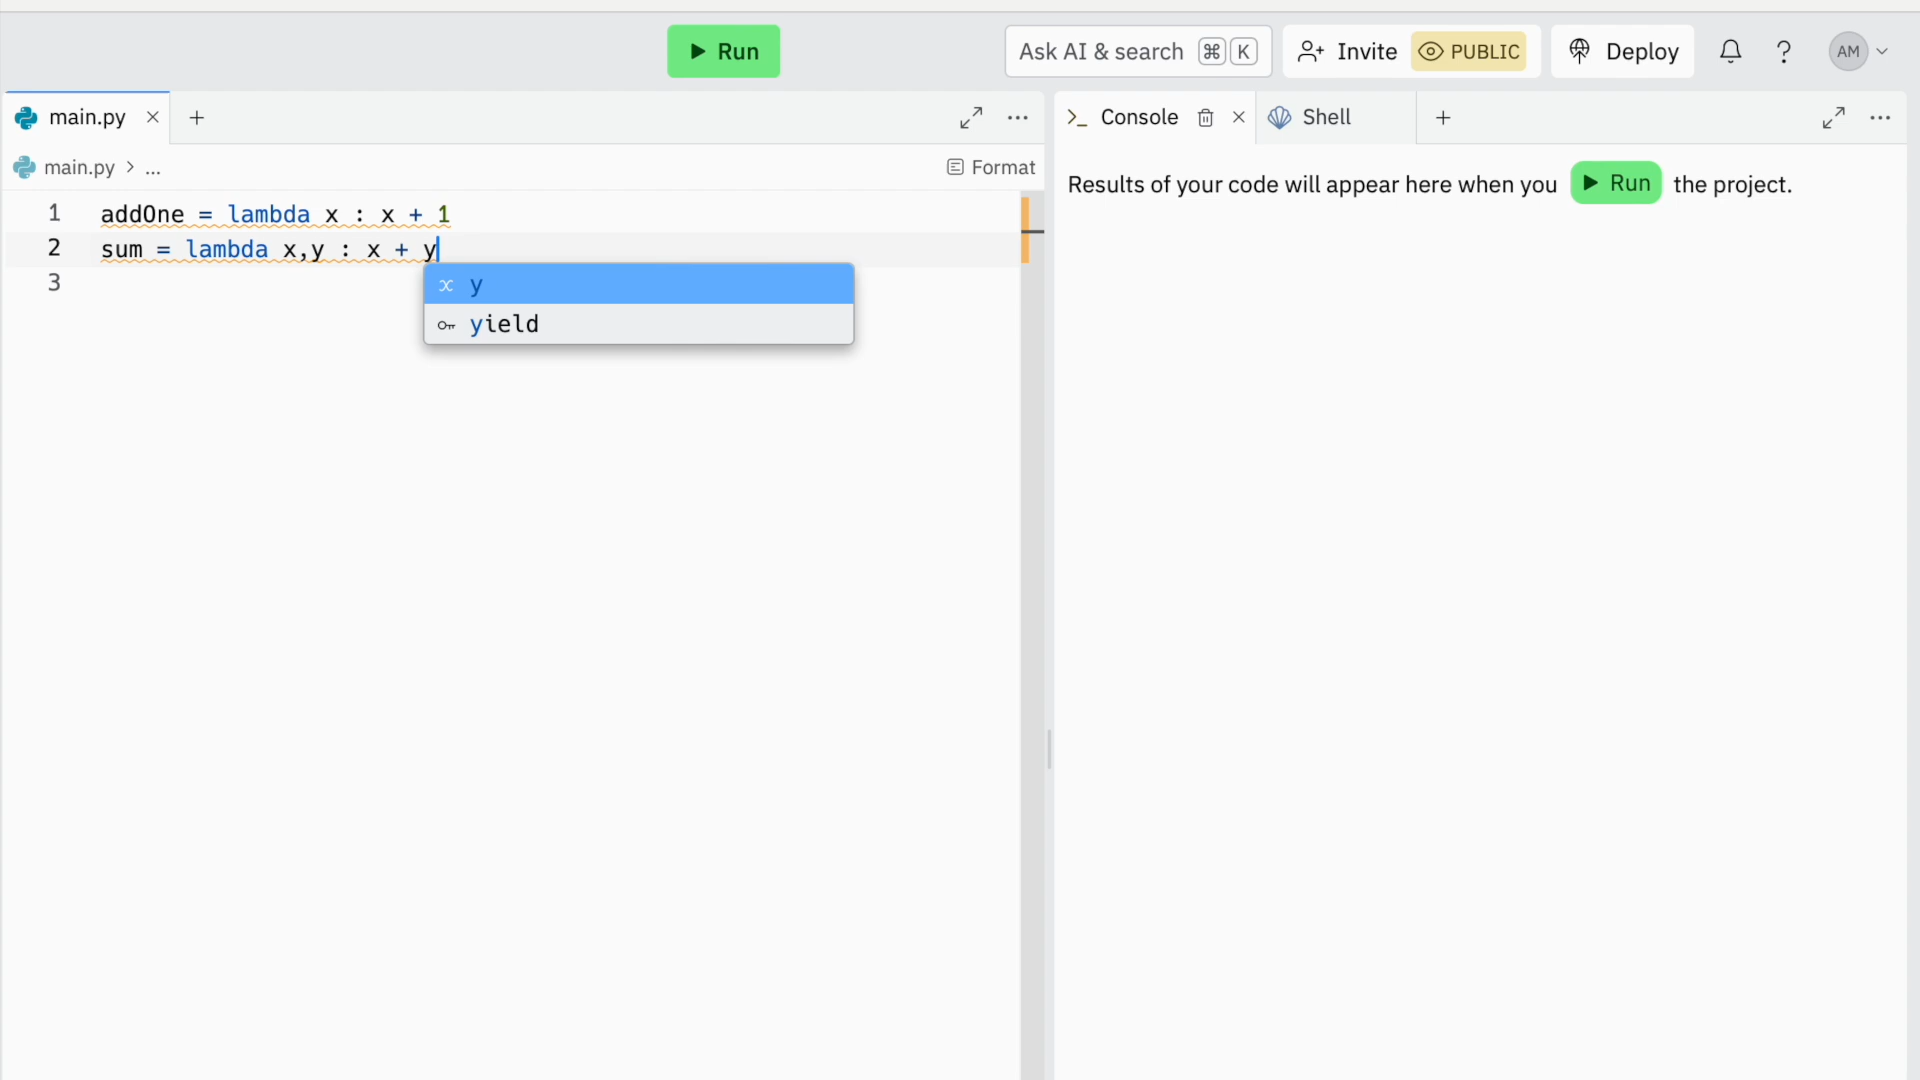 Run
Ask AI & search ⌘ K
Invite
PUBLIC
Deploy
?
AM
main.py
Console
Shell
main.py > ...
Format
Results of your code will appear here when you Run the project.
1 addOne = lambda x : x + 1
2 sum = lambda x,y : x + y
3
x y
yield